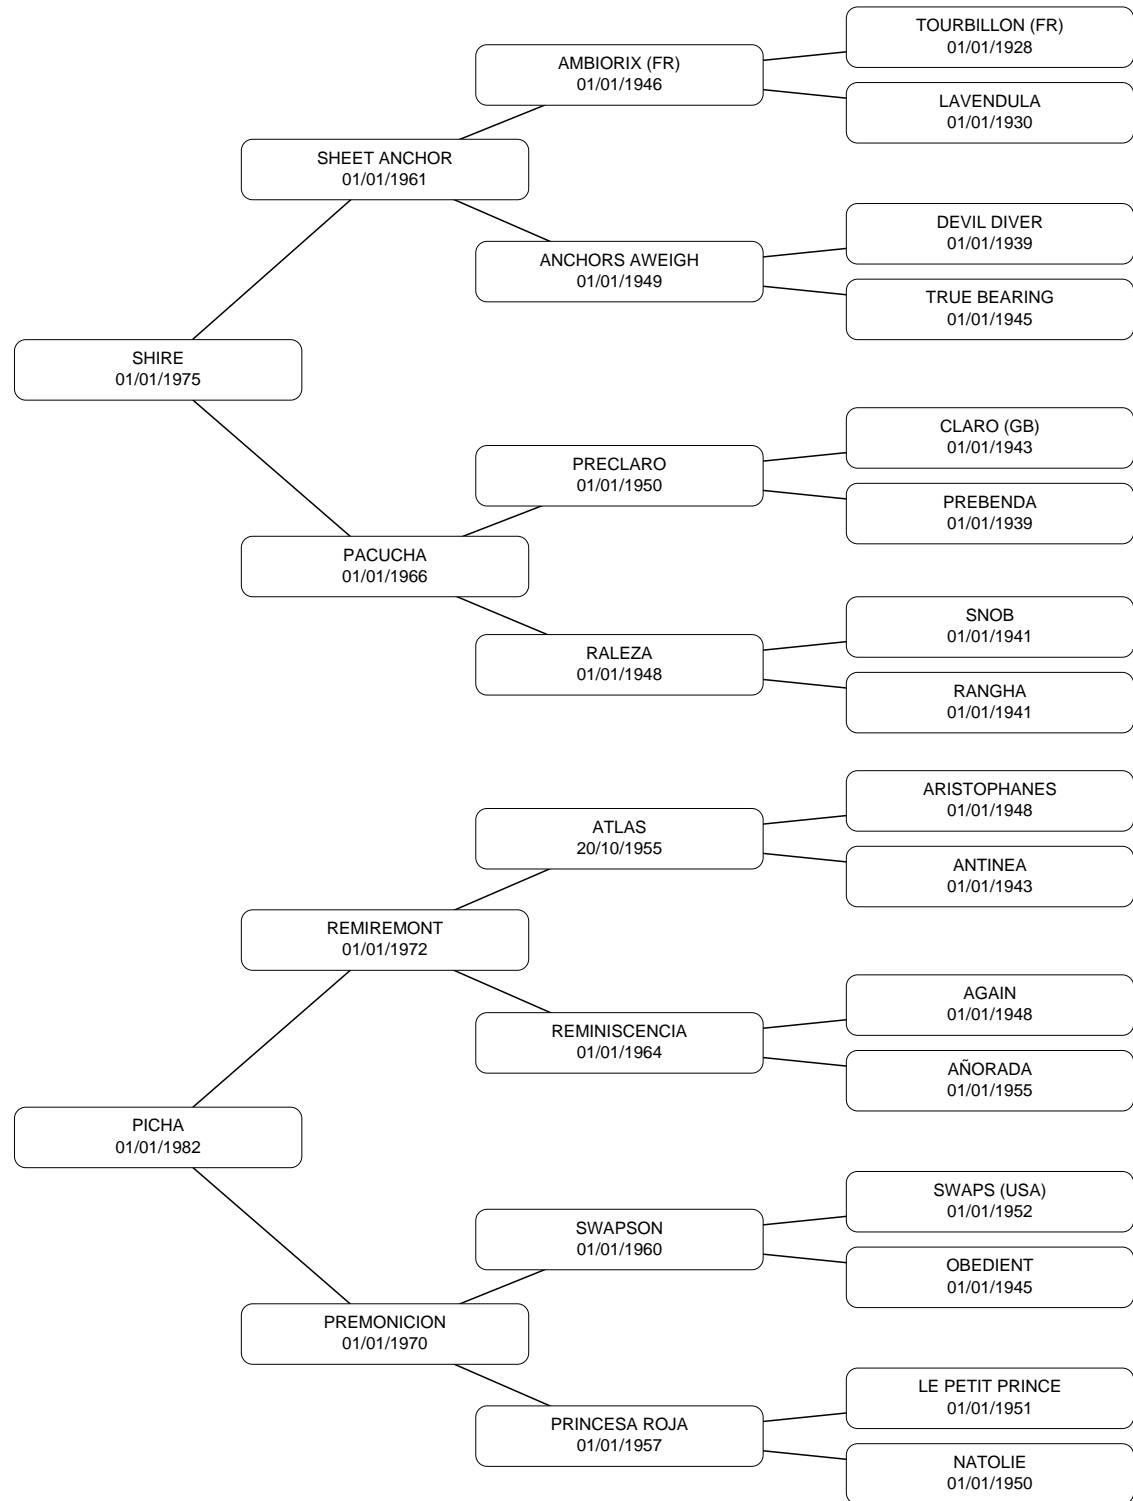 TOURBILLON (FR)
01/01/1928
AMBIORIX (FR)
01/01/1946
LAVENDULA
01/01/1930
SHEET ANCHOR
01/01/1961
DEVIL DIVER
01/01/1939
ANCHORS AWEIGH
01/01/1949
TRUE BEARING
01/01/1945
SHIRE
01/01/1975
CLARO (GB)
01/01/1943
PRECLARO
01/01/1950
PREBENDA
01/01/1939
PACUCHA
01/01/1966
SNOB
01/01/1941
RALEZA
01/01/1948
RANGHA
01/01/1941
ARISTOPHANES
01/01/1948
ATLAS
20/10/1955
ANTINEA
01/01/1943
REMIREMONT
01/01/1972
AGAIN
01/01/1948
REMINISCENCIA
01/01/1964
AÑORADA
01/01/1955
PICHA
01/01/1982
SWAPS (USA)
01/01/1952
SWAPSON
01/01/1960
OBEDIENT
01/01/1945
PREMONICION
01/01/1970
LE PETIT PRINCE
01/01/1951
PRINCESA ROJA
01/01/1957
NATOLIE
01/01/1950